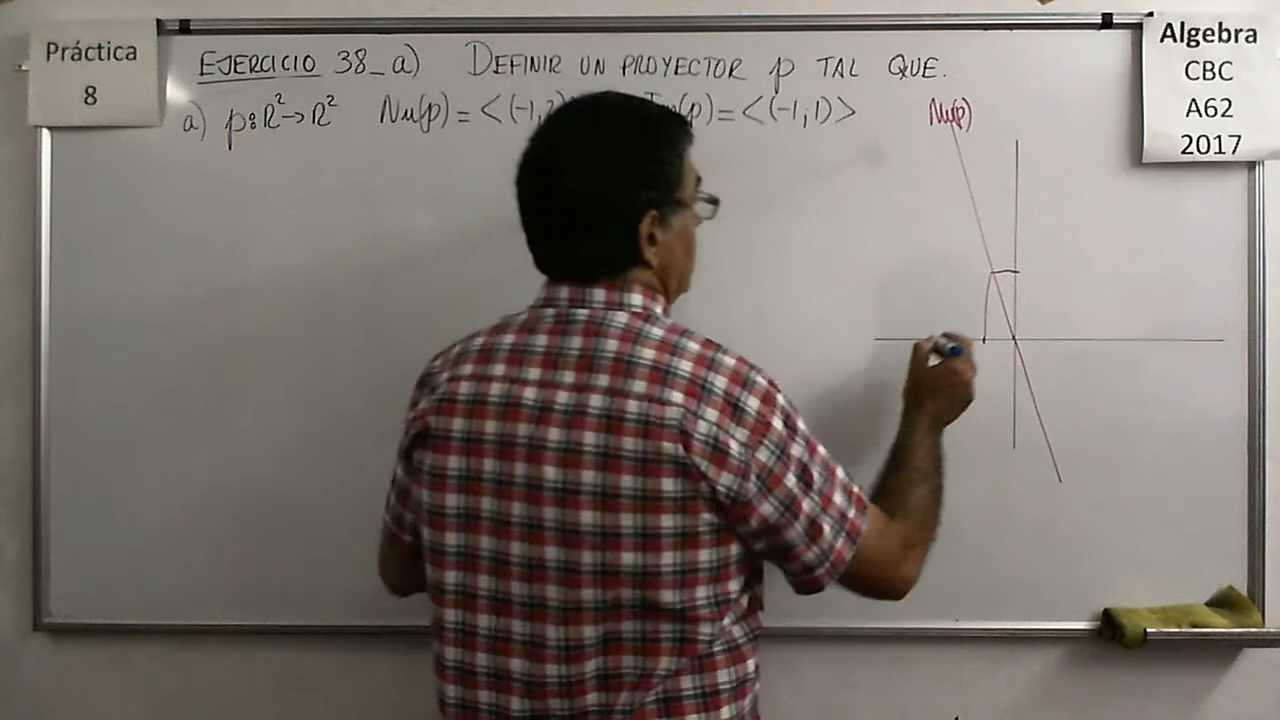 Práctica
8
EJERCICIO 38_a) DEFINIR UN PROYECTOR p TAL QUE.
a) p:R²→R² Nu(p)=<(-1, (p)=<(-1;1)>
Nu(p)
Algebra
CBC
A62
2017